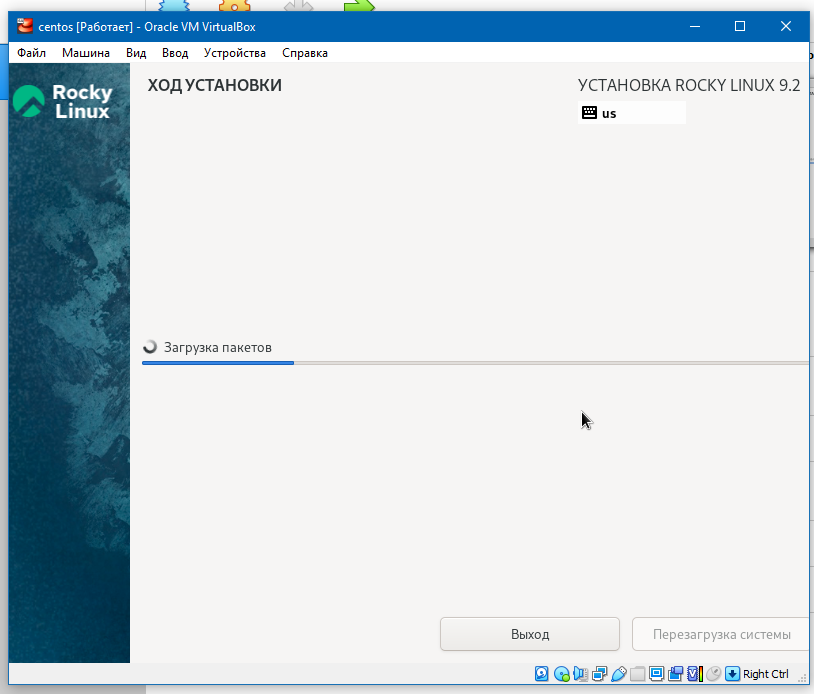 centos [Работает] - Oracle VM VirtualBox
Файл Машина Вид Ввод Устройства Справка
Rocky
Linux
ХОД УСТАНОВКИ
УСТАНОВКА ROCKY LINUX 9.2
us
Загрузка пакетов
Выход
Перезагрузка системы
Right Ctrl